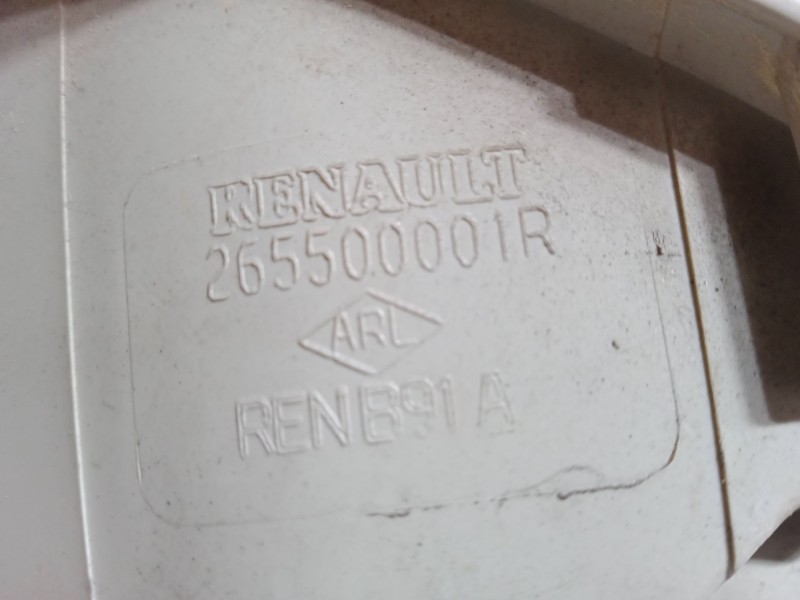 RENAULT
265500001R
ARL
REN B91 A